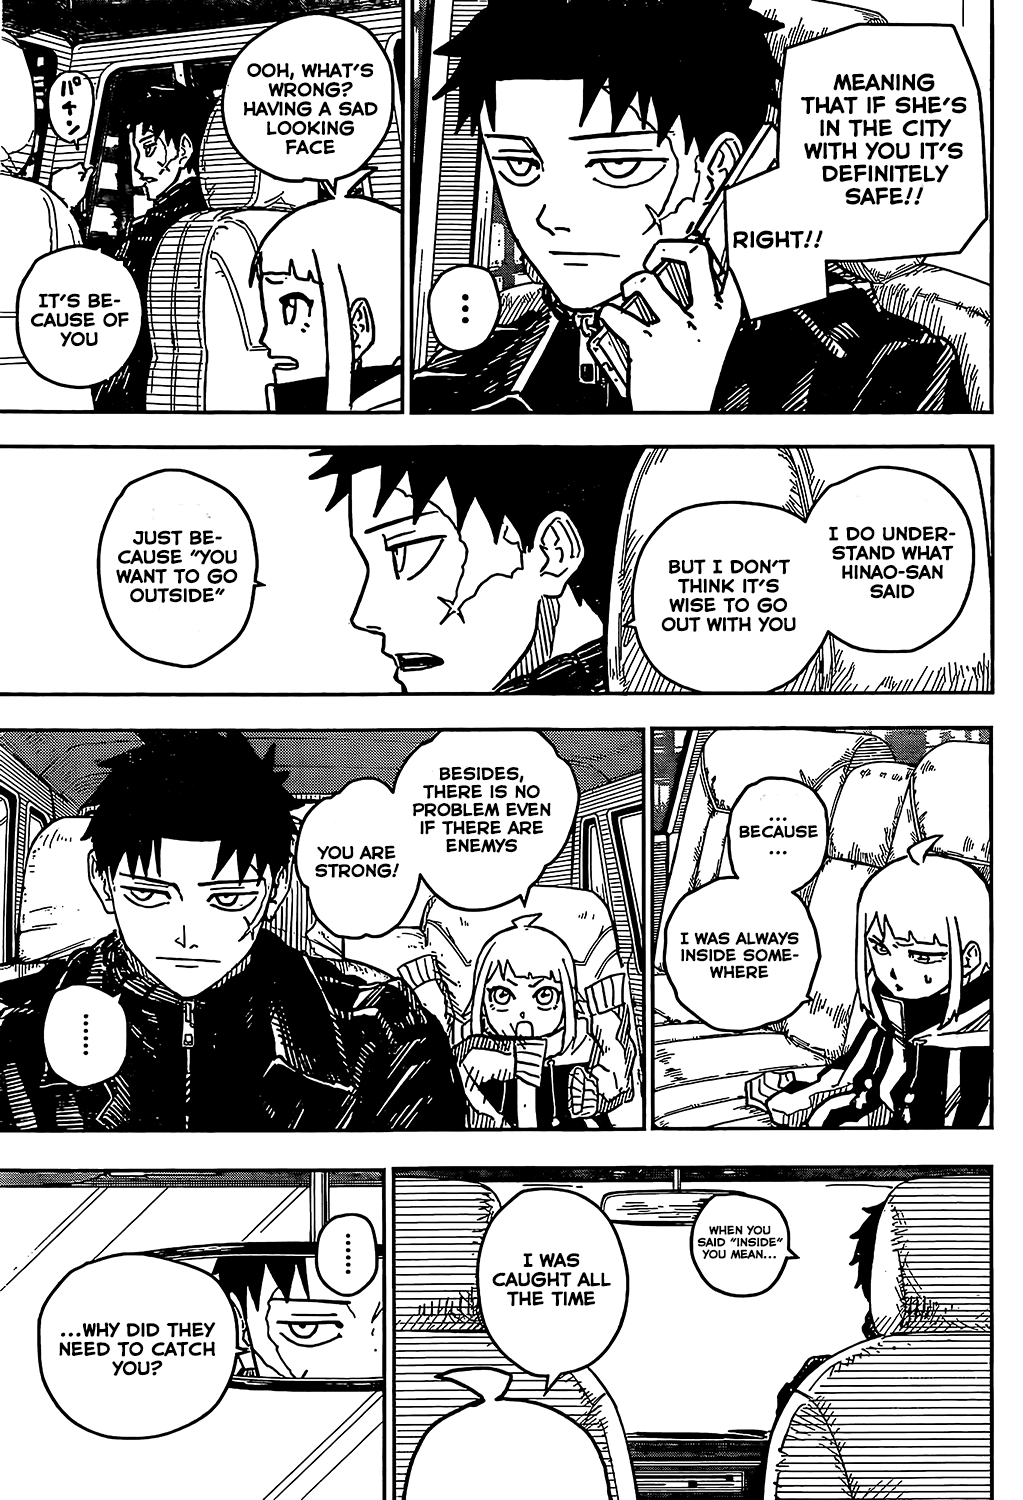 MEANING
THAT IF SHE'S
IN THE CITY
WITH YOU IT'S
DEFINITELY
SAFE!!
RIGHT!!
...
OOH, WHAT'S
WRONG?
HAVING A SAD
LOOKING
FACE
パチン
IT'S BE-
CAUSE OF
YOU
I DO UNDER-
STAND WHAT
HINAO-SAN
SAID
BUT I DON'T
THINK IT'S
WISE TO GO
OUT WITH YOU
JUST BE-
CAUSE "YOU
WANT TO GO
OUTSIDE"
...
BECAUSE
...
I WAS ALWAYS
INSIDE SOME-
WHERE
BESIDES,
THERE IS NO
PROBLEM EVEN
IF THERE ARE
ENEMYS
YOU ARE
STRONG!
......
WHEN YOU
SAID "INSIDE"
YOU MEAN...
I WAS
CAUGHT ALL
THE TIME
......
...WHY DID THEY
NEED TO CATCH
YOU?